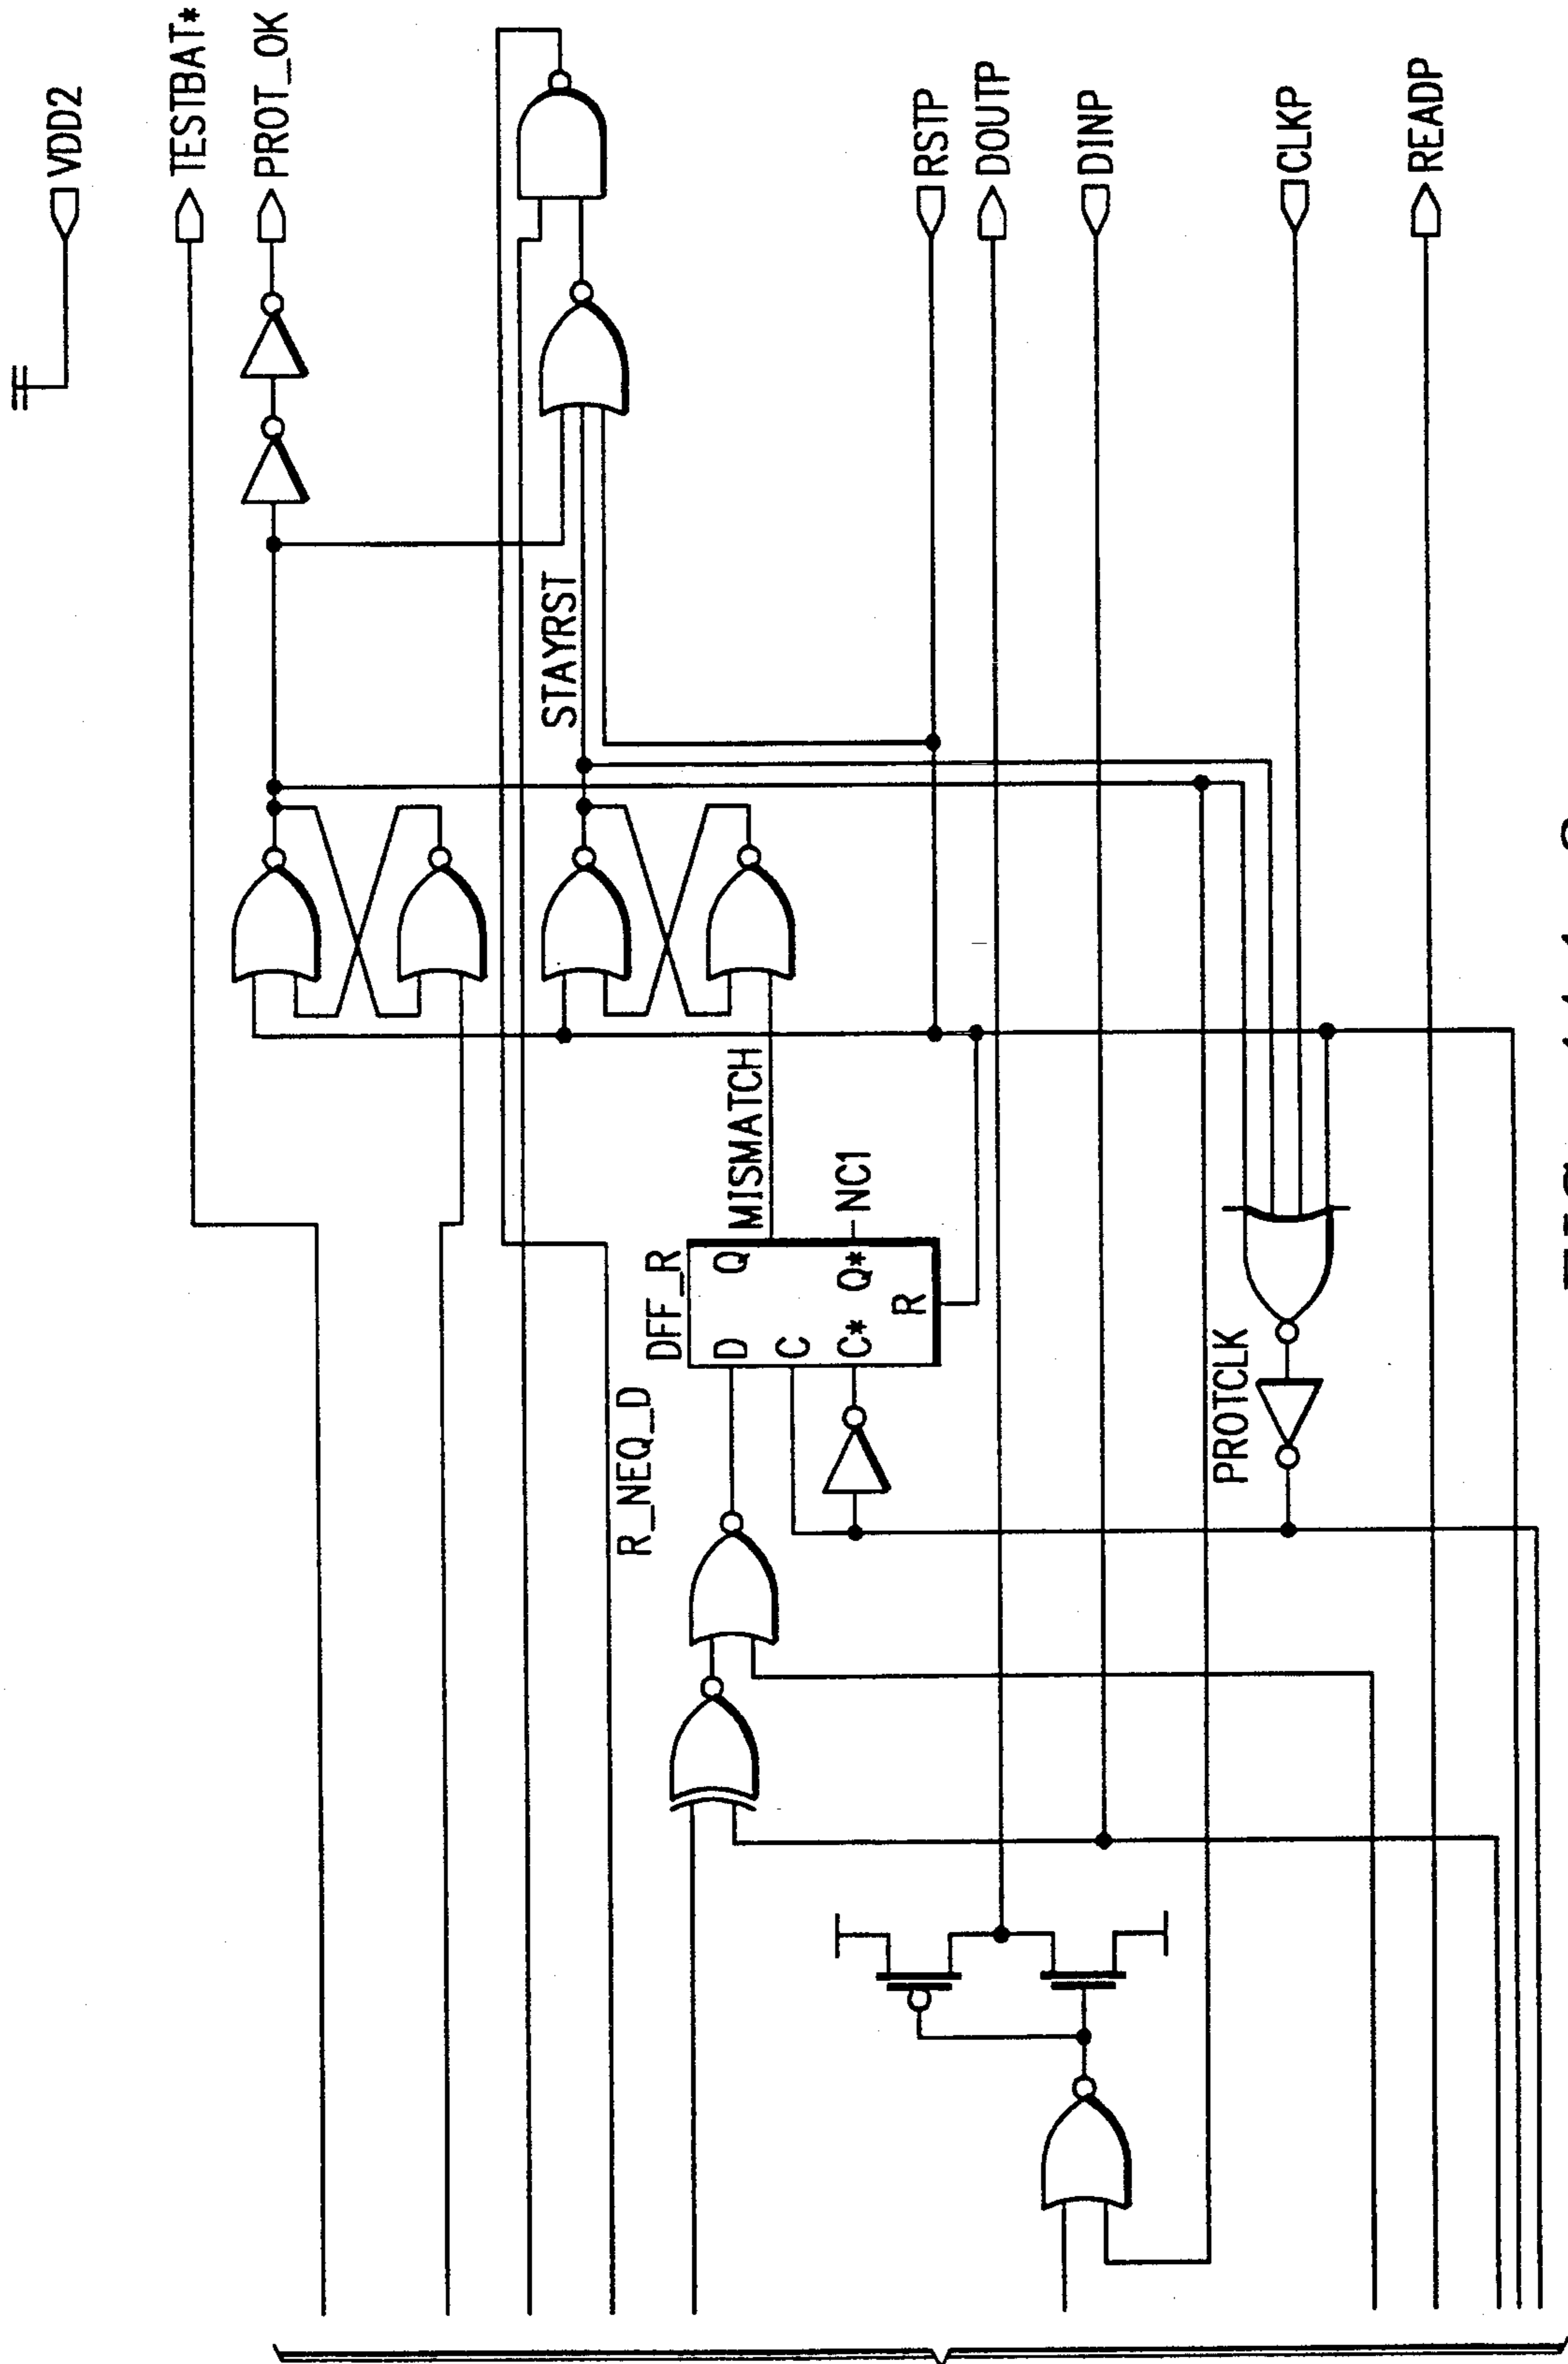 VDD2
TESTBAT*
PROT_OK
STAYRST
RSTP
DOUTP
DINP
CLKP
READP
MISMATCH
NC1
R_NEQ_D
DFF_R
D
Q
C
C*
Q*
R
PROTCLK